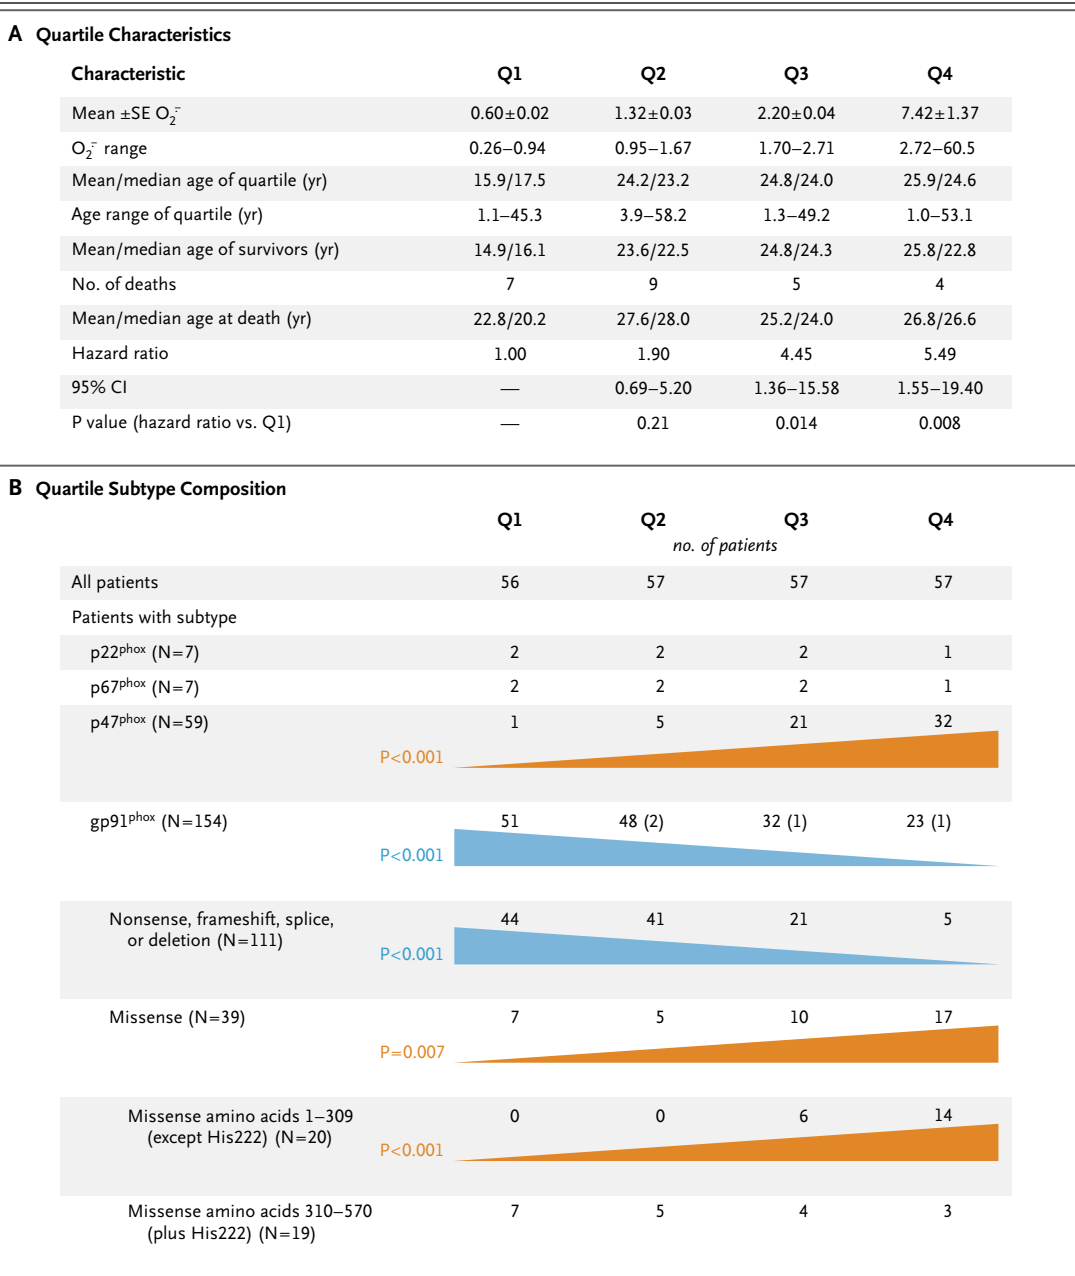 A Quartile Characteristics
Characteristic Q1 Q2 Q3 Q4
Mean ±SE O₂⁻̇ 0.60±0.02 1.32±0.03 2.20±0.04 7.42±1.37
O₂⁻̇ range 0.26–0.94 0.95–1.67 1.70–2.71 2.72–60.5
Mean/median age of quartile (yr) 15.9/17.5 24.2/23.2 24.8/24.0 25.9/24.6
Age range of quartile (yr) 1.1–45.3 3.9–58.2 1.3–49.2 1.0–53.1
Mean/median age of survivors (yr) 14.9/16.1 23.6/22.5 24.8/24.3 25.8/22.8
No. of deaths 7 9 5 4
Mean/median age at death (yr) 22.8/20.2 27.6/28.0 25.2/24.0 26.8/26.6
Hazard ratio 1.00 1.90 4.45 5.49
95% CI — 0.69–5.20 1.36–15.58 1.55–19.40
P value (hazard ratio vs. Q1) — 0.21 0.014 0.008
B Quartile Subtype Composition
Q1 Q2 Q3 Q4
no. of patients
All patients 56 57 57 57
Patients with subtype
p22phox (N=7) 2 2 2 1
p67phox (N=7) 2 2 2 1
p47phox (N=59) 1 5 21 32
P<0.001
gp91phox (N=154) 51 48 (2) 32 (1) 23 (1)
P<0.001
Nonsense, frameshift, splice, 44 41 21 5
or deletion (N=111)
P<0.001
Missense (N=39) 7 5 10 17
P=0.007
Missense amino acids 1–309 0 0 6 14
(except His222) (N=20)
P<0.001
Missense amino acids 310–570 7 5 4 3
(plus His222) (N=19)